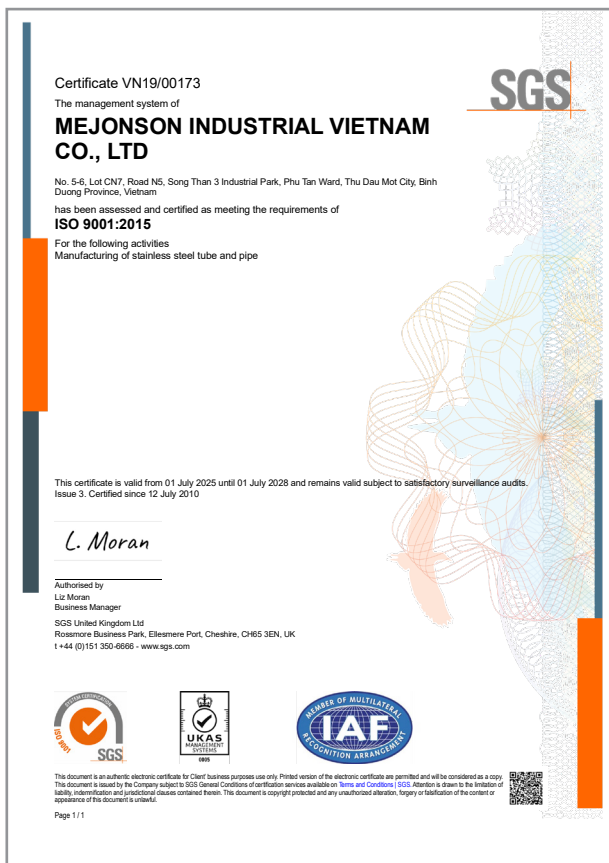 Certificate VN19/00173
SGS
The management system of
MEJONSON INDUSTRIAL VIETNAM
CO., LTD
No. 5-6, Lot CN7, Road N5, Song Than 3 Industrial Park, Phu Tan Ward, Thu Dau Mot City, Binh
Duong Province, Vietnam
has been assessed and certified as meeting the requirements of
ISO 9001:2015
For the following activities
Manufacturing of stainless steel tube and pipe
This certificate is valid from 01 July 2025 until 01 July 2028 and remains valid subject to satisfactory surveillance audits.
Issue 3. Certified since 12 July 2010
L. Moran
Authorised by
Liz Moran
Business Manager
SGS United Kingdom Ltd
Rossmore Business Park, Ellesmere Port, Cheshire, CH65 3EN, UK
t +44 (0)151 350-6666 - www.sgs.com
SYSTEM CERTIFICATION
ISO 9001
SGS
UKAS
MANAGEMENT
SYSTEMS
0005
MEMBER OF MULTILATERAL
IAF
RECOGNITION ARRANGEMENT
This document is an authentic electronic certificate for Client' business purposes use only. Printed version of the electronic certificate are permitted and will be considered as a copy.
This document is issued by the Company subject to SGS General Conditions of certification services available on Terms and Conditions | SGS. Attention is drawn to the limitation of
liability, indemnification and jurisdictional clauses contained therein. This document is copyright protected and any unauthorized alteration, forgery or falsification of the content or
appearance of this document is unlawful.
Page 1 / 1